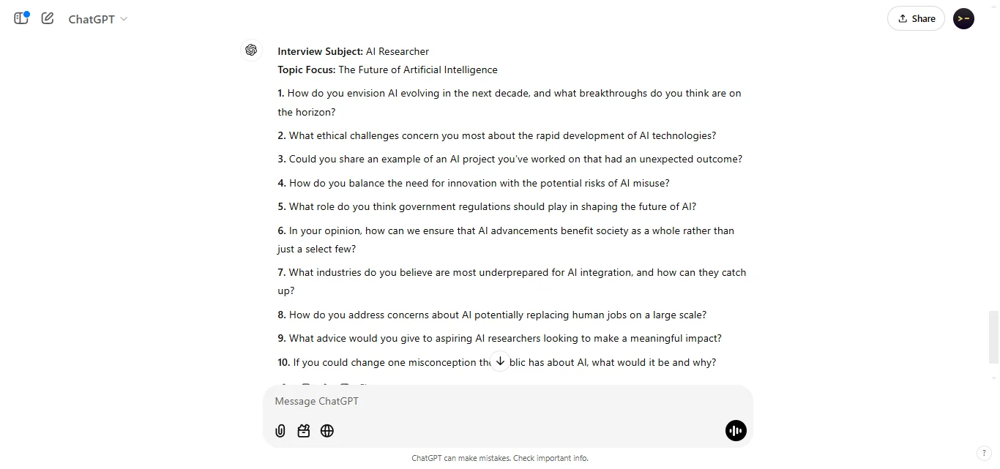 ChatGPT
Share
Interview Subject: AI Researcher
Topic Focus: The Future of Artificial Intelligence
1. How do you envision AI evolving in the next decade, and what breakthroughs do you think are on
the horizon?
2. What ethical challenges concern you most about the rapid development of AI technologies?
3. Could you share an example of an AI project you’ve worked on that had an unexpected outcome?
4. How do you balance the need for innovation with the potential risks of AI misuse?
5. What role do you think government regulations should play in shaping the future of AI?
6. In your opinion, how can we ensure that AI advancements benefit society as a whole rather than
just a select few?
7. What industries do you believe are most underprepared for AI integration, and how can they catch
up?
8. How do you address concerns about AI potentially replacing human jobs on a large scale?
9. What advice would you give to aspiring AI researchers looking to make a meaningful impact?
10. If you could change one misconception blic has about AI, what would it be and why?
Message ChatGPT
ChatGPT can make mistakes. Check important info.
?